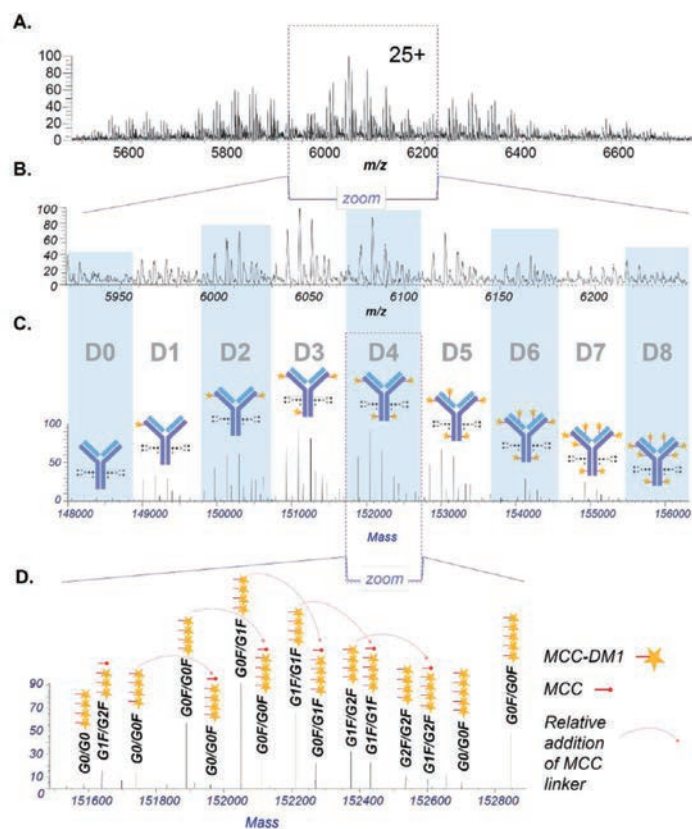 A.
25+
100
80
60
40
20
0
5600 5800 6000 6200 6400 6600
m/z
B.
zoom
100
80
60
40
20
0
5950 6000 6050 6100 6150 6200
m/z
C.
D0 D1 D2 D3 D4 D5 D6 D7 D8
100
50
0
148000 149000 150000 151000 152000 153000 154000 155000 156000
Mass
D.
zoom
90
70
50
30
10
0
G0/G0
G1F/G2F
G0/G0F
G0F/G0F
G0/G0F
G0F/G1F
G0F/G0F
G1F/G1F
G0F/G1F
G1F/G2F
G1F/G1F
G2F/G2F
G1F/G2F
G0/G0F
G0F/G0F
151600 151800 152000 152200 152400 152600 152800
Mass
MCC-DM1
MCC
Relative
addition
of MCC
linker